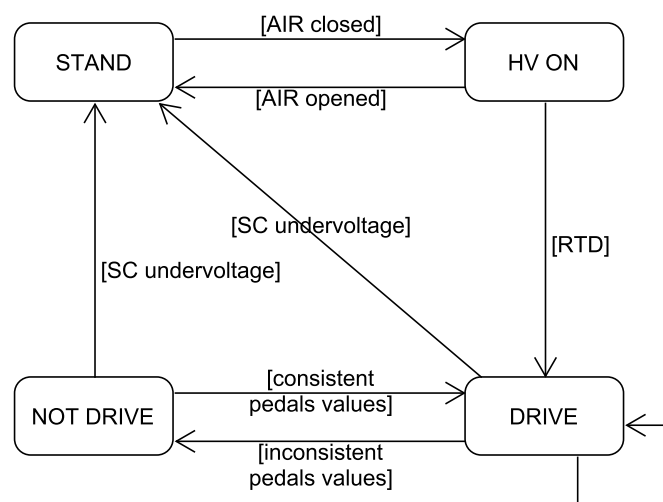 [AIR closed]
STAND
HV ON
[AIR opened]
[SC undervoltage]
[RTD]
[SC undervoltage]
[consistent
pedals values]
NOT DRIVE
DRIVE
[inconsistent
pedals values]